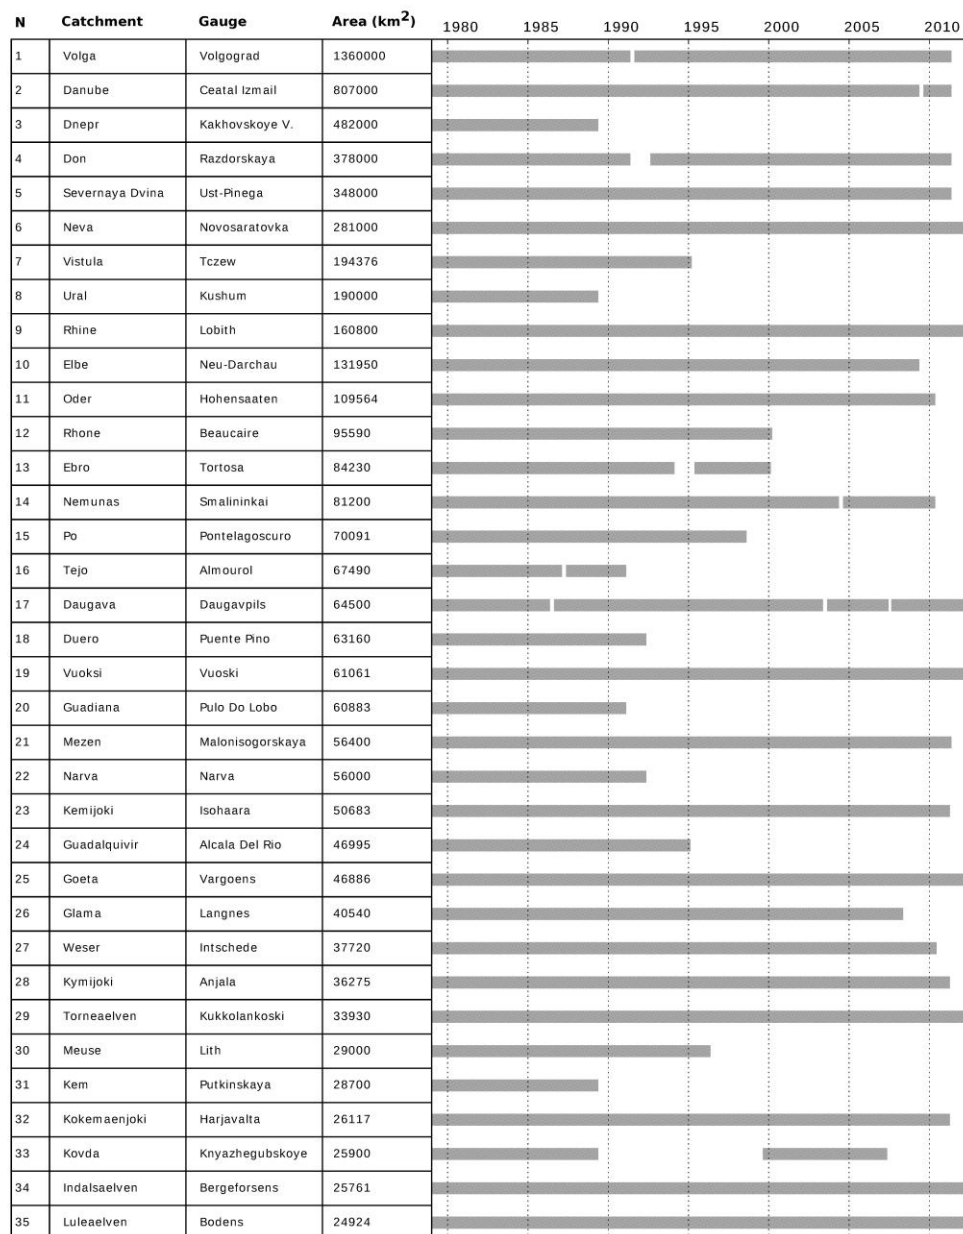 N Catchment Gauge Area (km2) 1980 1985 1990 1995 2000 2005 2010
1 Volga Volgograd 1360000
2 Danube Ceatal Izmail 807000
3 Dnepr Kakhovskoye V. 482000
4 Don Razdorskaya 378000
5 Severnaya Dvina Ust-Pinega 348000
6 Neva Novosaratovka 281000
7 Vistula Tczew 194376
8 Ural Kushum 190000
9 Rhine Lobith 160800
10 Elbe Neu-Darchau 131950
11 Oder Hohensaaten 109564
12 Rhone Beaucaire 95590
13 Ebro Tortosa 84230
14 Nemunas Smalininkai 81200
15 Po Pontelagoscuro 70091
16 Tejo Almourol 67490
17 Daugava Daugavpils 64500
18 Duero Puente Pino 63160
19 Vuoksi Vuoski 61061
20 Guadiana Pulo Do Lobo 60883
21 Mezen Malonisogorskaya 56400
22 Narva Narva 56000
23 Kemijoki Isohaara 50683
24 Guadalquivir Alcala Del Rio 46995
25 Goeta Vargoens 46886
26 Glama Langnes 40540
27 Weser Intschede 37720
28 Kymijoki Anjala 36275
29 Torneaelven Kukkolankoski 33930
30 Meuse Lith 29000
31 Kem Putkinskaya 28700
32 Kokemaenjoki Harjavalta 26117
33 Kovda Knyazhegubskoye 25900
34 Indalsaelven Bergeforsens 25761
35 Luleaelven Bodens 24924